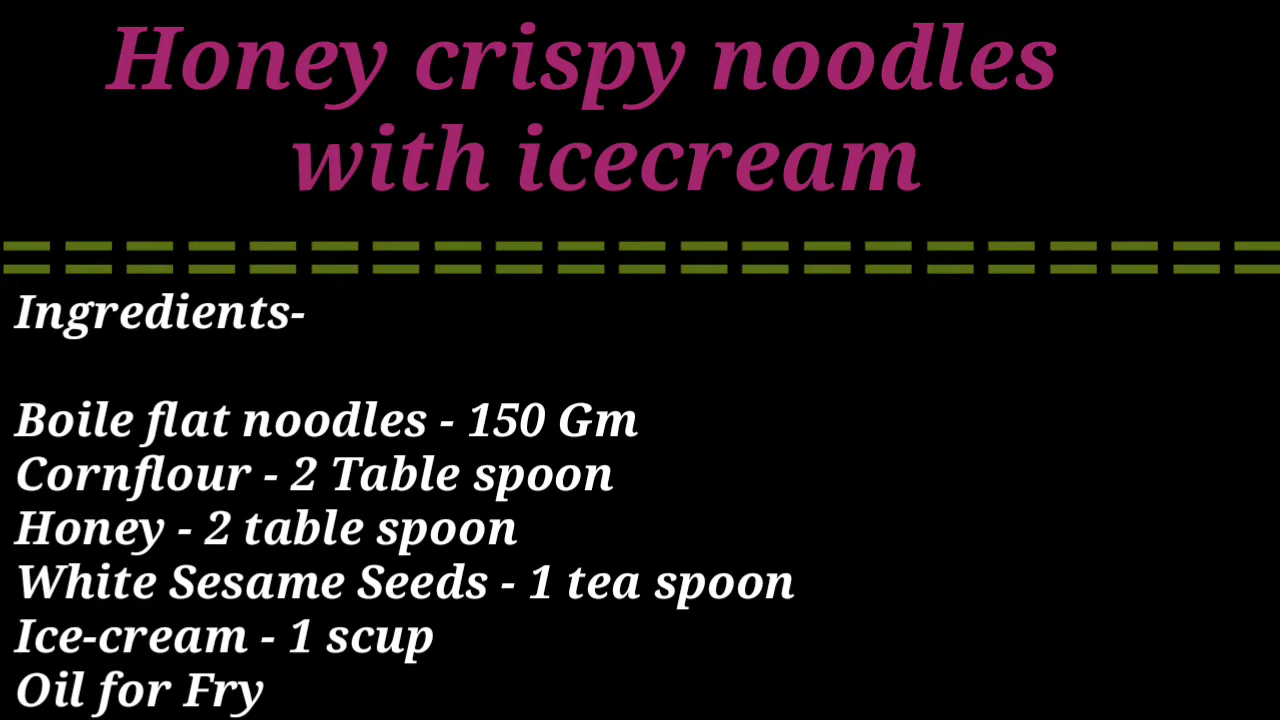 Honey crispy noodles
with icecream
Ingredients-
Boile flat noodles - 150 Gm
Cornflour - 2 Table spoon
Honey - 2 table spoon
White Sesame Seeds - 1 tea spoon
Ice-cream - 1 scup
Oil for Fry